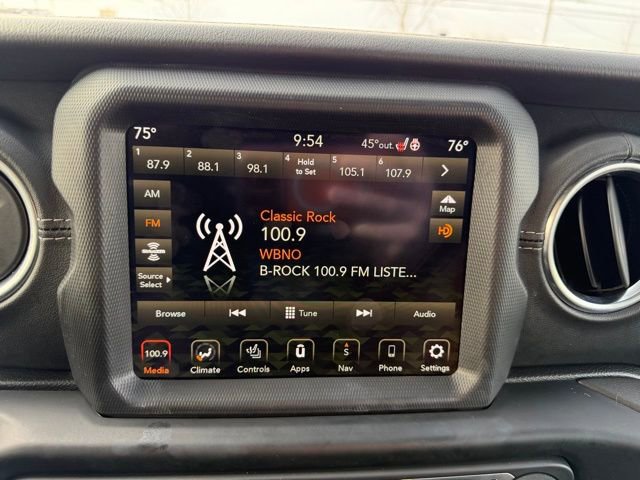 75°
9:54
45°out.
76°
1 87.9
2 88.1
3 98.1
4 Hold to Set
5 105.1
6 107.9
AM
FM
SiriusXM
Source Select
Classic Rock
100.9
WBNO
B-ROCK 100.9 FM LISTE...
Map
HD
Browse
Tune
Audio
100.9
S
Media
Climate
Controls
Apps
Nav
Phone
Settings